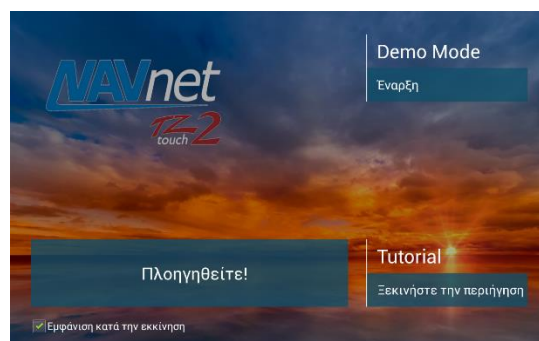 NAVnet
TZ touch 2
Demo Mode
Έναρξη
Πλοηγηθείτε!
Tutorial
Ξεκινήστε την περιήγηση
Εμφάνιση κατά την εκκίνηση